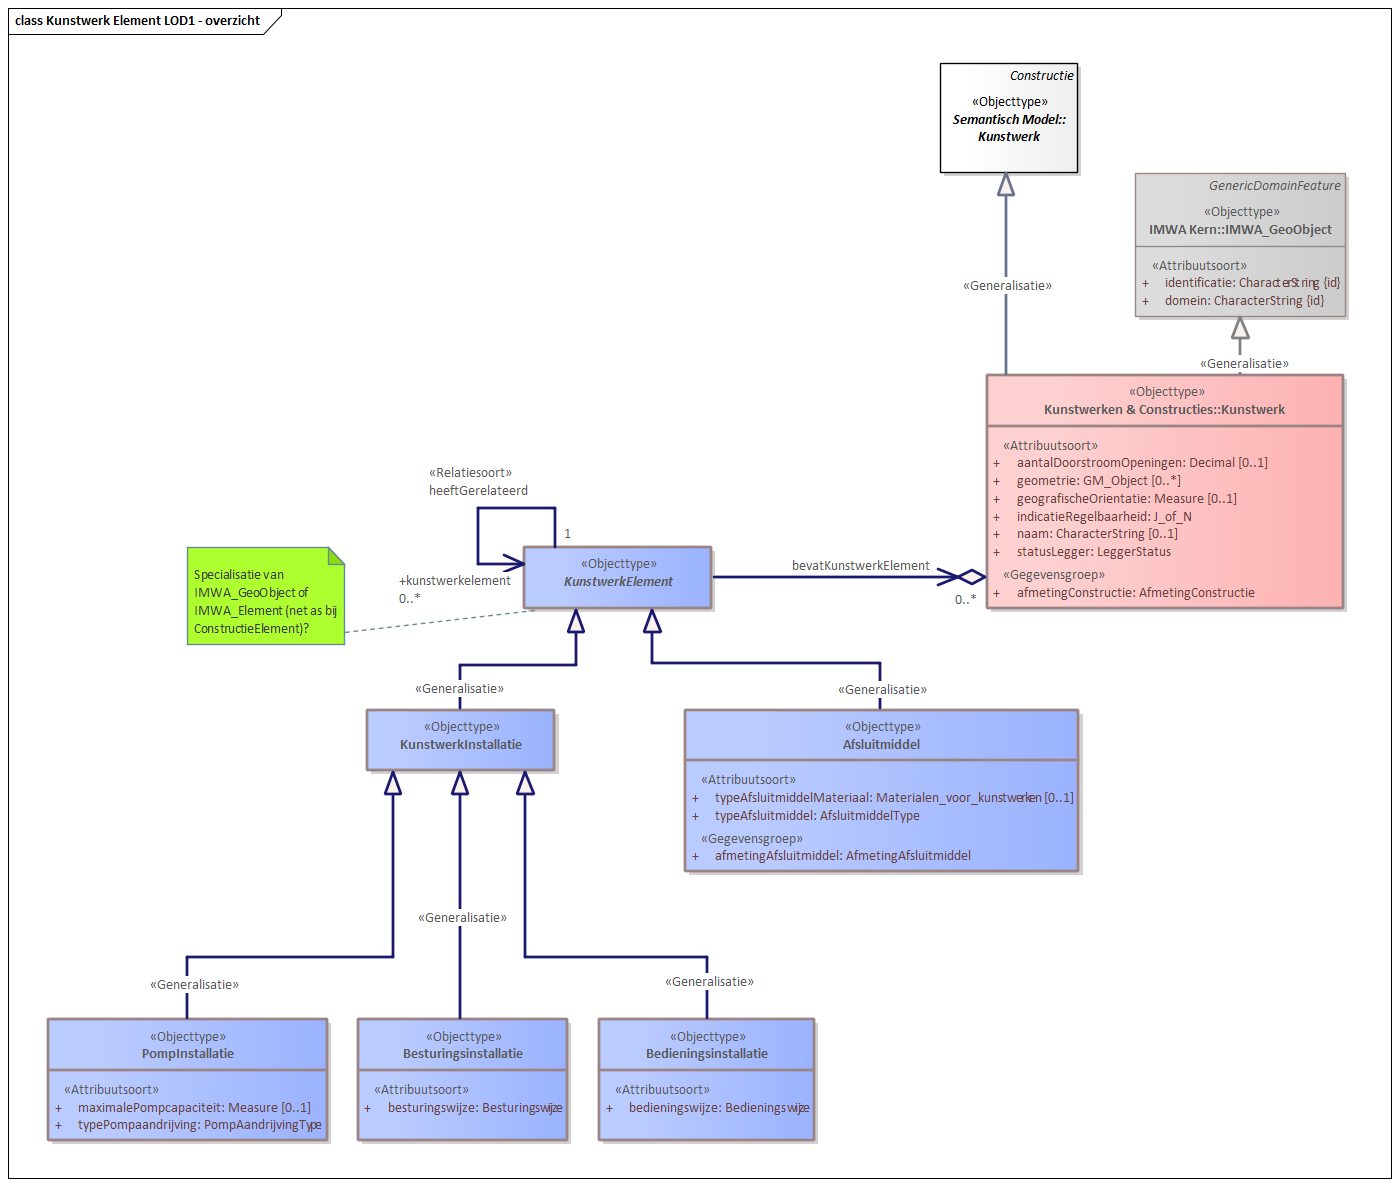 class Kunstwerk Element LOD1 - overzicht
Constructie
«Objecttype»
Semantisch Model::
Kunstwerk
GenericDomainFeature
«Objecttype»
IMWA Kern::IMWA_GeoObject
«Attribuutsoort»
+ identificatie: CharacterString {id}
+ domein: CharacterString {id}
«Generalisatie»
«Generalisatie»
«Objecttype»
Kunstwerken & Constructies::Kunstwerk
«Attribuutsoort»
+ aantalDoorstroomOpeningen: Decimal [0..1]
+ geometrie: GM_Object [0..*]
+ geografischeOrientatie: Measure [0..1]
+ indicatieRegelbaarheid: J_of_N
+ naam: CharacterString [0..1]
+ statusLegger: LeggerStatus
«Gegevensgroep»
+ afmetingConstructie: AfmetingConstructie
«Relatiesoort»
heeftGerelateerd
1
+kunstwerkelement
0..*
«Objecttype»
KunstwerkElement
bevatKunstwerkElement
0..*
Specialisatie van
IMWA_GeoObject of
IMWA_Element (net as bij
ConstructieElement)?
«Generalisatie»
«Generalisatie»
«Objecttype»
KunstwerkInstallatie
«Objecttype»
Afsluitmiddel
«Attribuutsoort»
+ typeAfsluitmiddelMateriaal: Materialen_voor_kunstwerken [0..1]
+ typeAfsluitmiddel: AfsluitmiddelType
«Gegevensgroep»
+ afmetingAfsluitmiddel: AfmetingAfsluitmiddel
«Generalisatie»
«Generalisatie»
«Generalisatie»
«Objecttype»
PompInstallatie
«Attribuutsoort»
+ maximalePompcapaciteit: Measure [0..1]
+ typePompaandrijving: PompAandrijvingType
«Objecttype»
Besturingsinstallatie
«Attribuutsoort»
+ besturingswijze: Besturingswijze
«Objecttype»
Bedieningsinstallatie
«Attribuutsoort»
+ bedieningswijze: Bedieningswijze